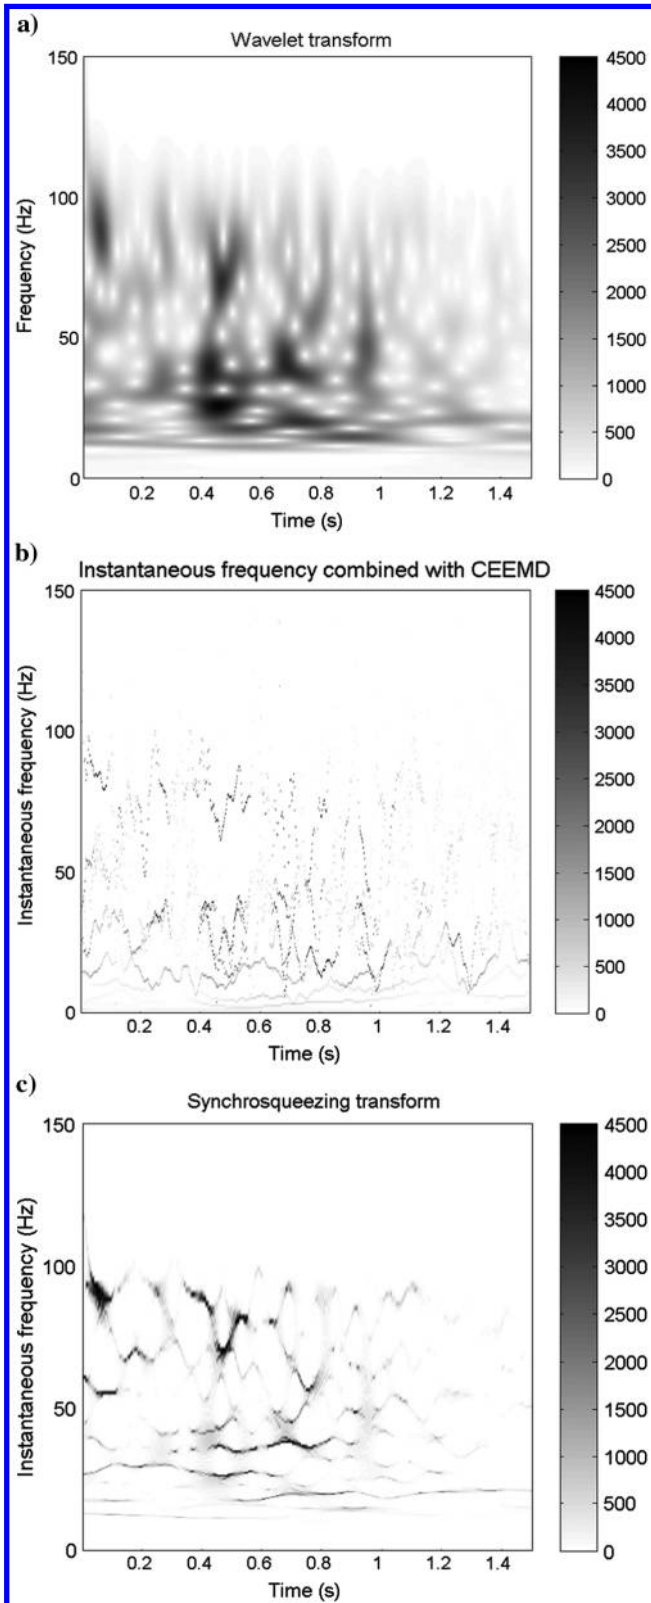 a)
Wavelet transform
150
100
50
0
Frequency (Hz)
0.2 0.4 0.6 0.8 1 1.2 1.4
Time (s)
4500
4000
3500
3000
2500
2000
1500
1000
500
0
b)
Instantaneous frequency combined with CEEMD
150
100
50
0
Instantaneous frequency (Hz)
0.2 0.4 0.6 0.8 1 1.2 1.4
Time (s)
4500
4000
3500
3000
2500
2000
1500
1000
500
0
c)
Synchrosqueezing transform
150
100
50
0
Instantaneous frequency (Hz)
0.2 0.4 0.6 0.8 1 1.2 1.4
Time (s)
4500
4000
3500
3000
2500
2000
1500
1000
500
0